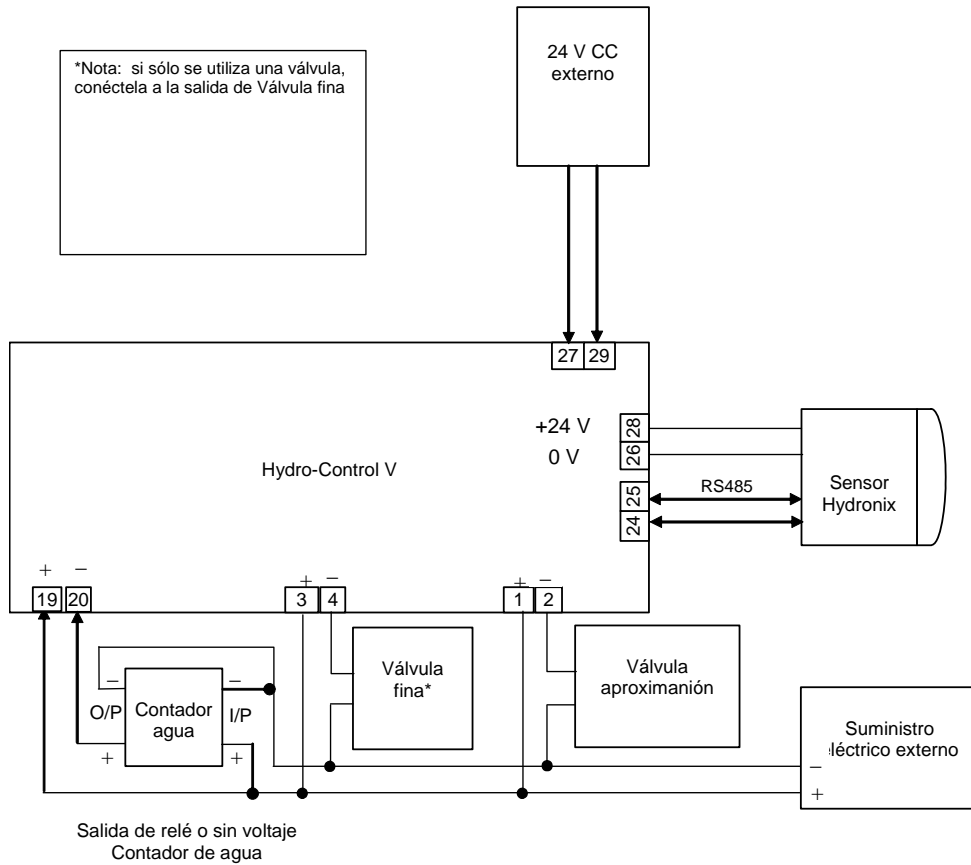 *Nota: si sólo se utiliza una válvula,
conéctela a la salida de Válvula fina
24 V CC
externo
27 29
+24 V
28
0 V
26
Hydro-Control V
25
RS485
24
Sensor
Hydronix
+ −
19 20
+ −
3 4
+ −
1 2
− −
O/P
Contador
agua
I/P
+ +
Válvula
fina*
Válvula
aproximanión
Suministro
eléctrico externo
−
+
Salida de relé o sin voltaje
Contador de agua